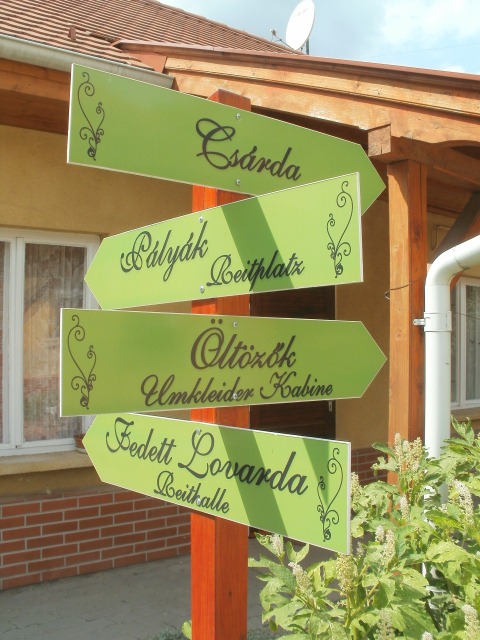 Csárda
Pályák
Reitplatz
Öltözők
Umkleider Kabine
Fedett Lovarda
Reithalle